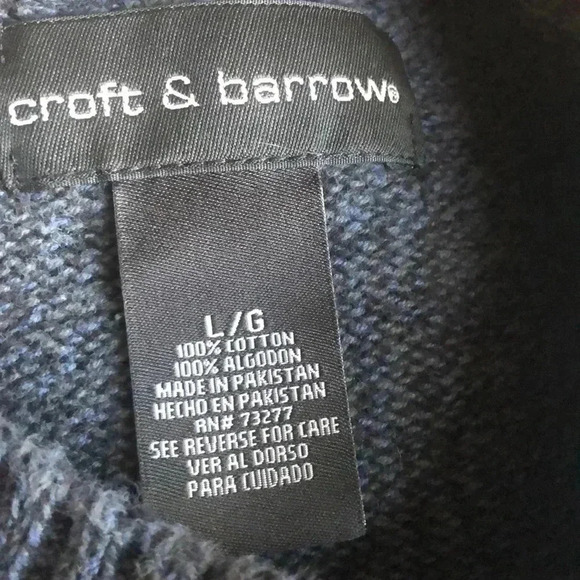 croft & barrow®
L/G
100% COTTON
100% ALGODON
MADE IN PAKISTAN
HECHO EN PAKISTAN
RN# 73277
SEE REVERSE FOR CARE
VER AL DORSO
PARA CUIDADO